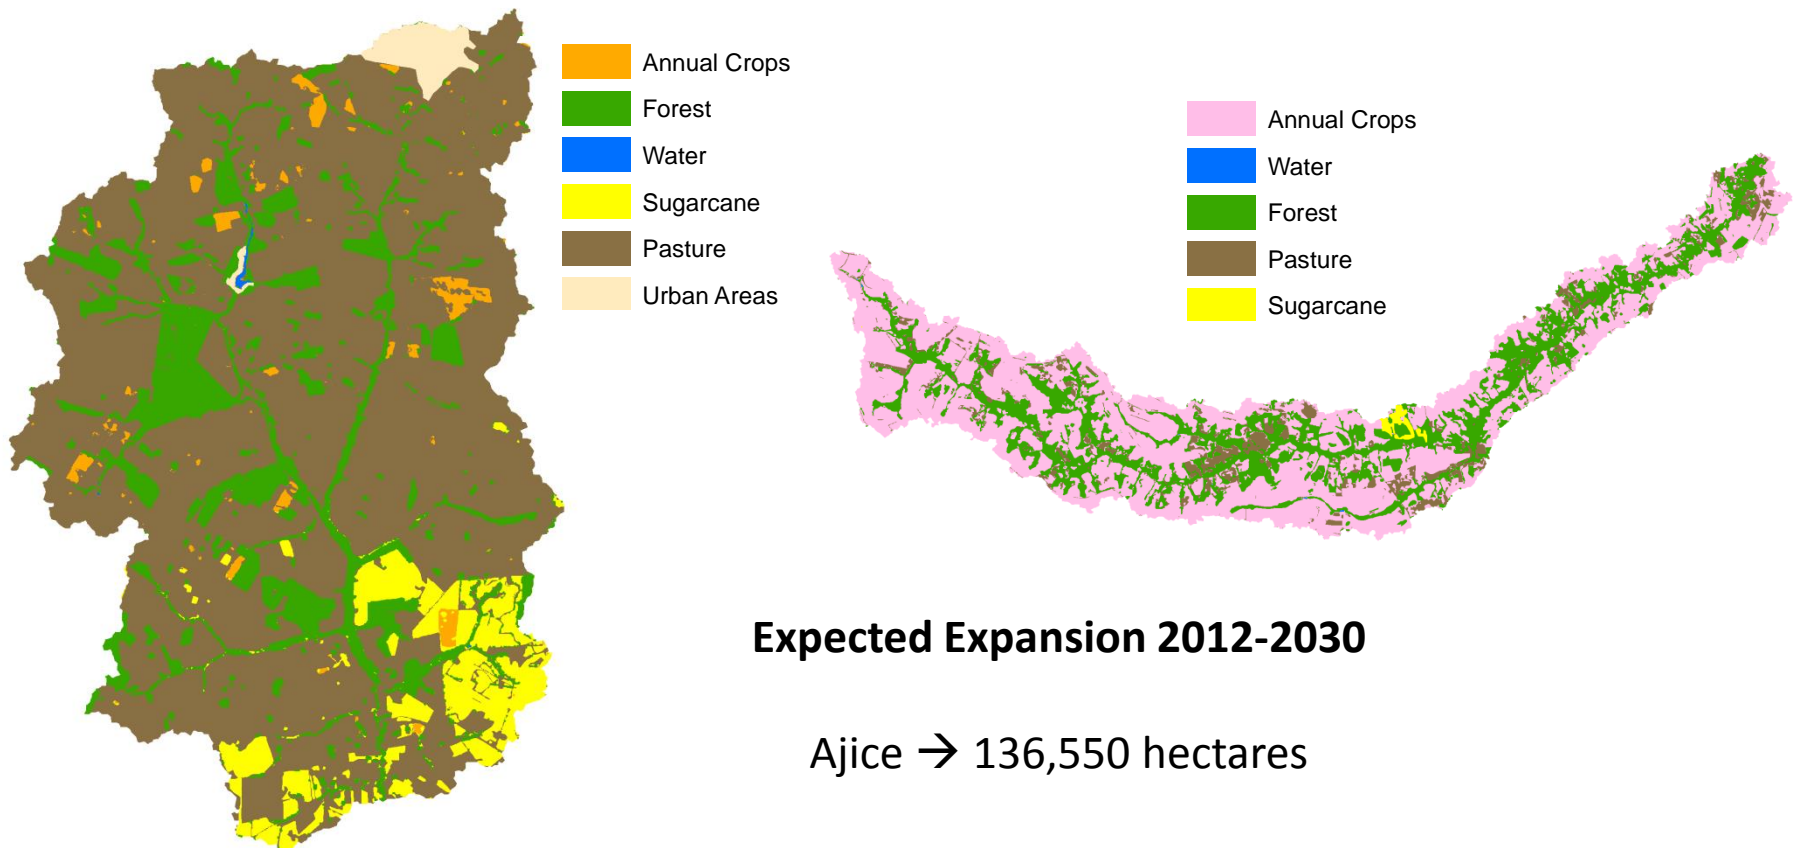 Annual Crops
Forest
Water
Sugarcane
Pasture
Urban Areas
Annual Crops
Water
Forest
Pasture
Sugarcane
Expected Expansion 2012-2030
Ajice → 136,550 hectares